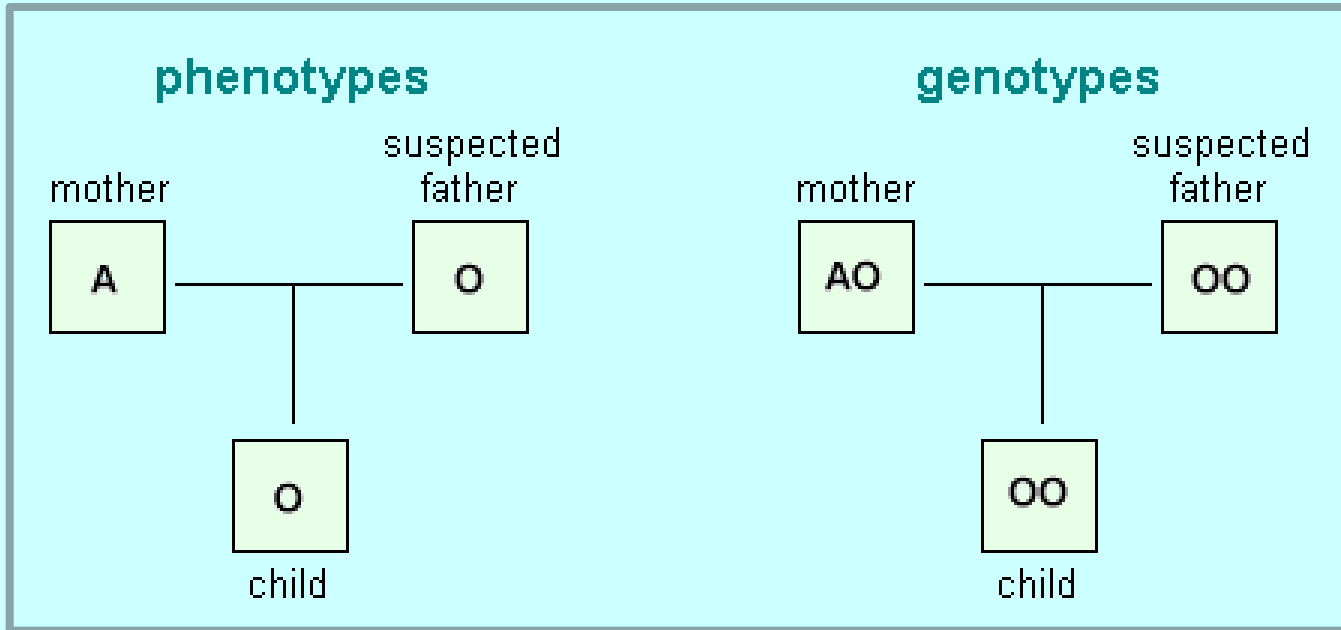 phenotypes
mother
suspected
father
A
O
O
child
genotypes
mother
suspected
father
AO
OO
OO
child